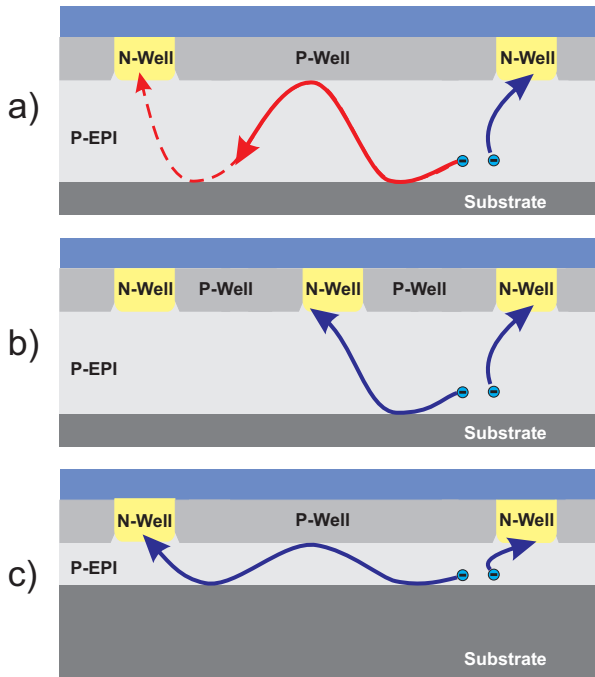 N-Well P-Well N-Well
a)
P-EPI
Substrate
N-Well P-Well N-Well P-Well N-Well
b)
P-EPI
Substrate
N-Well P-Well N-Well
c)
P-EPI
Substrate